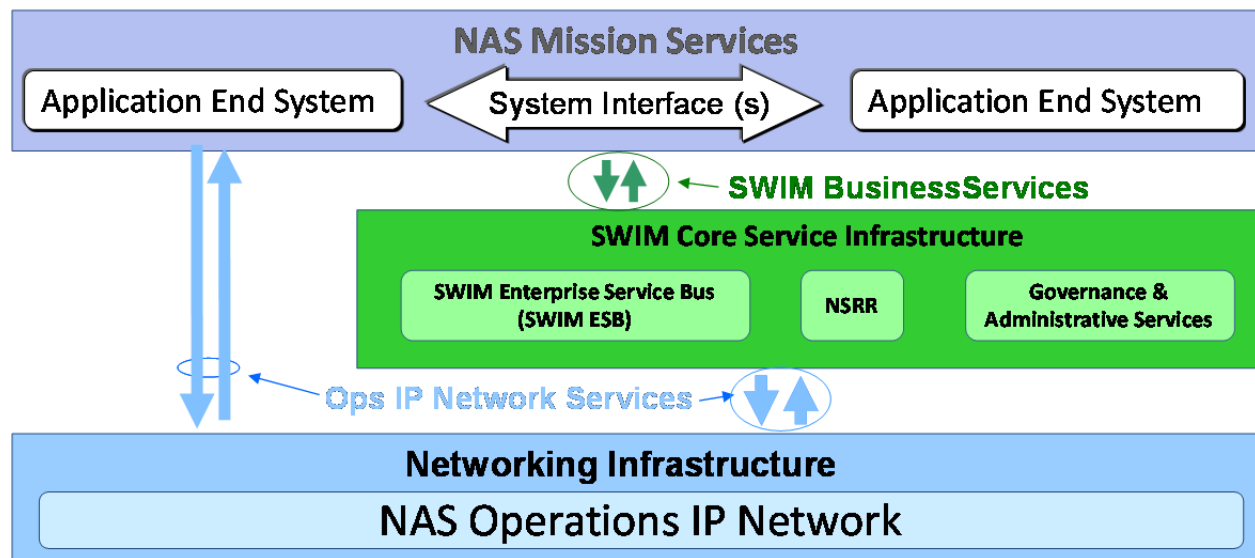 NAS Mission Services
Application End System
System Interface (s)
Application End System
SWIM BusinessServices
SWIM Core Service Infrastructure
SWIM Enterprise Service Bus
(SWIM ESB)
NSRR
Governance &
Administrative Services
Ops IP Network Services
Networking Infrastructure
NAS Operations IP Network